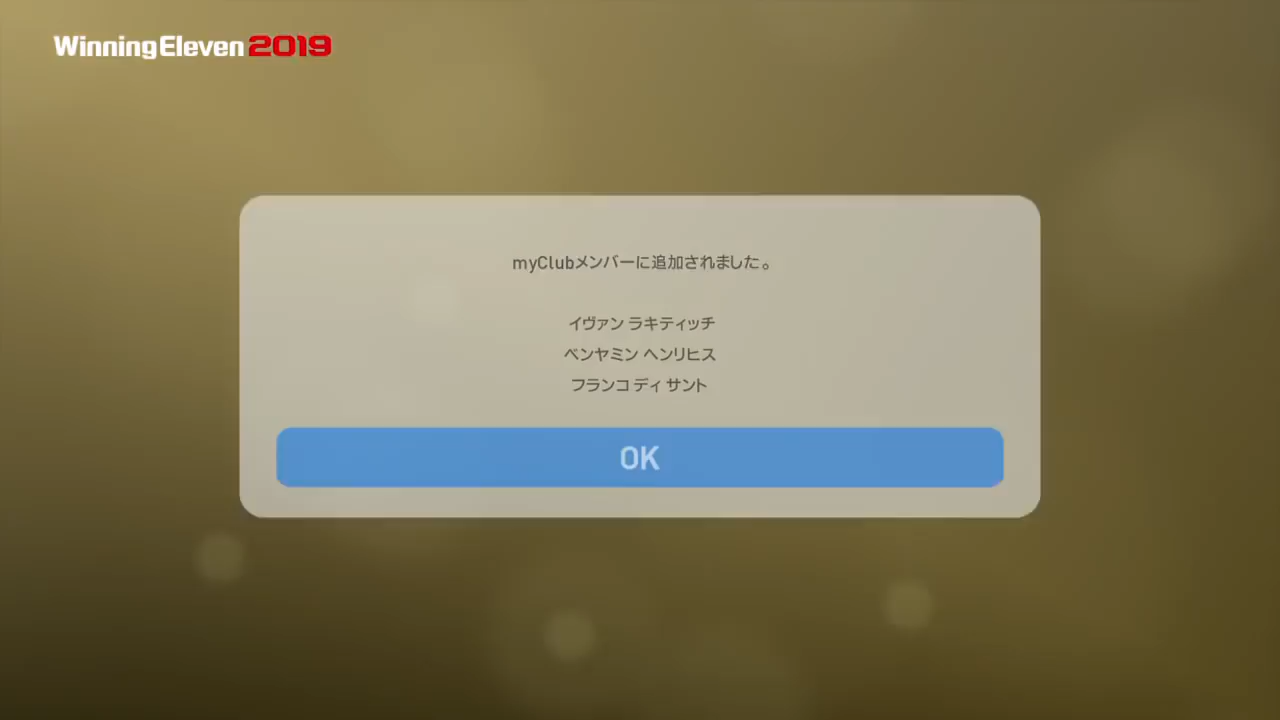 WinningEleven 2019
myClubメンバーに追加されました。
イヴァン ラキティッチ
ベンヤミン ヘンリヒス
フランコ ディ サント
OK